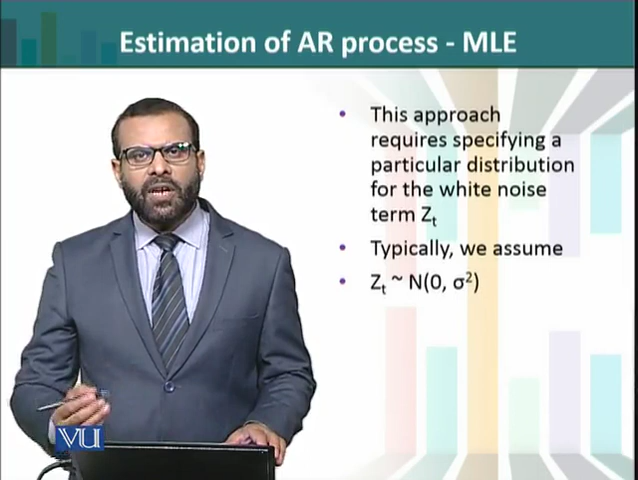 Estimation of AR process - MLE
• This approach
requires specifying a
particular distribution
for the white noise
term Zₜ
• Typically, we assume
• Zₜ ~ N(0, σ²)
VU